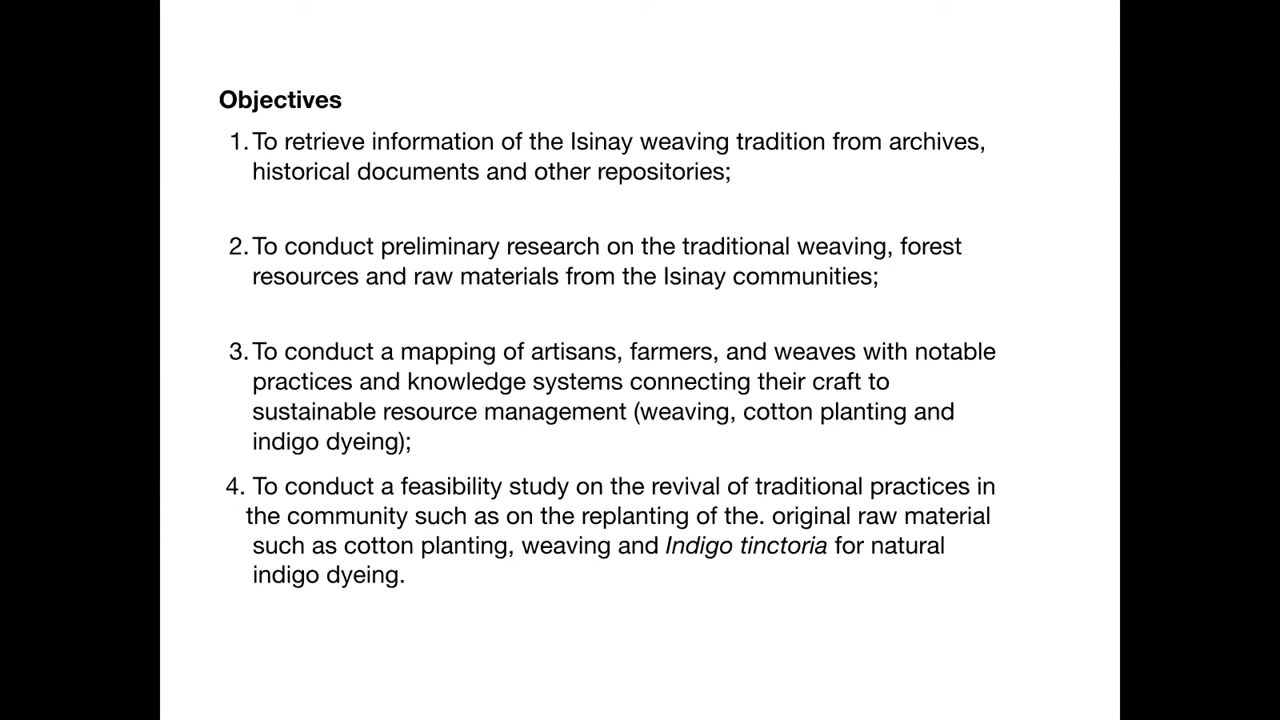 Objectives
1. To retrieve information of the Isinay weaving tradition from archives,
historical documents and other repositories;
2. To conduct preliminary research on the traditional weaving, forest
resources and raw materials from the Isinay communities;
3. To conduct a mapping of artisans, farmers, and weaves with notable
practices and knowledge systems connecting their craft to
sustainable resource management (weaving, cotton planting and
indigo dyeing);
4. To conduct a feasibility study on the revival of traditional practices in
the community such as on the replanting of the. original raw material
such as cotton planting, weaving and Indigo tinctoria for natural
indigo dyeing.